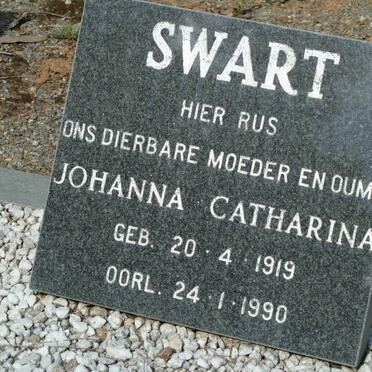 SWART
HIER RUS
ONS DIERBARE MOEDER EN OUM
JOHANNA CATHARINA
GEB. 20·4·1919
OORL. 24·1·1990